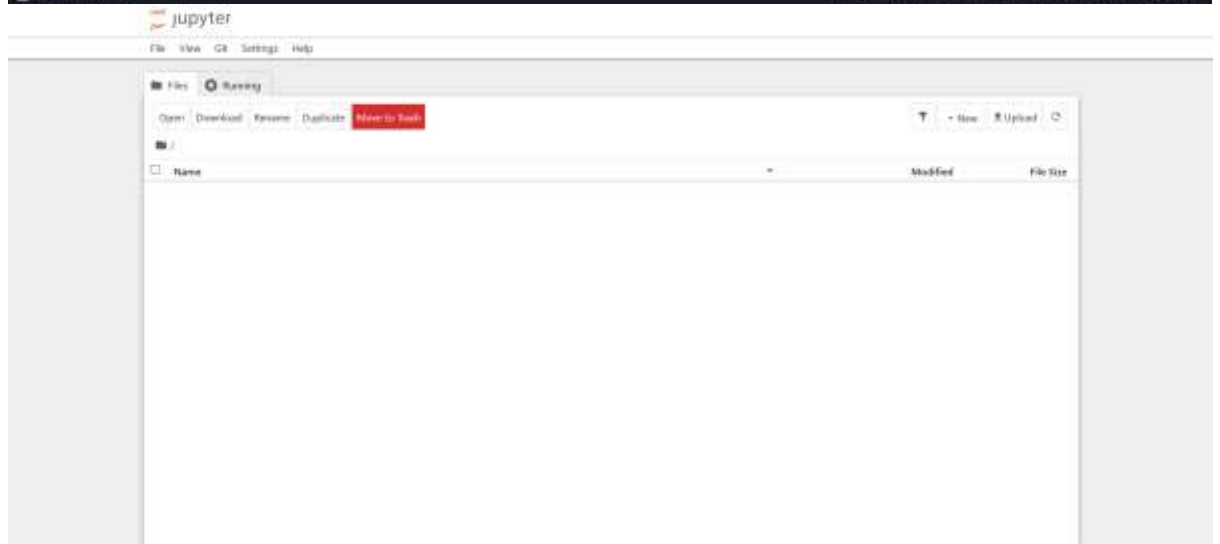 jupyter
File View Git Settings Help
Files Running
Open Download Rename Duplicate Move to Trash
New Upload
/
Name Modified File Size